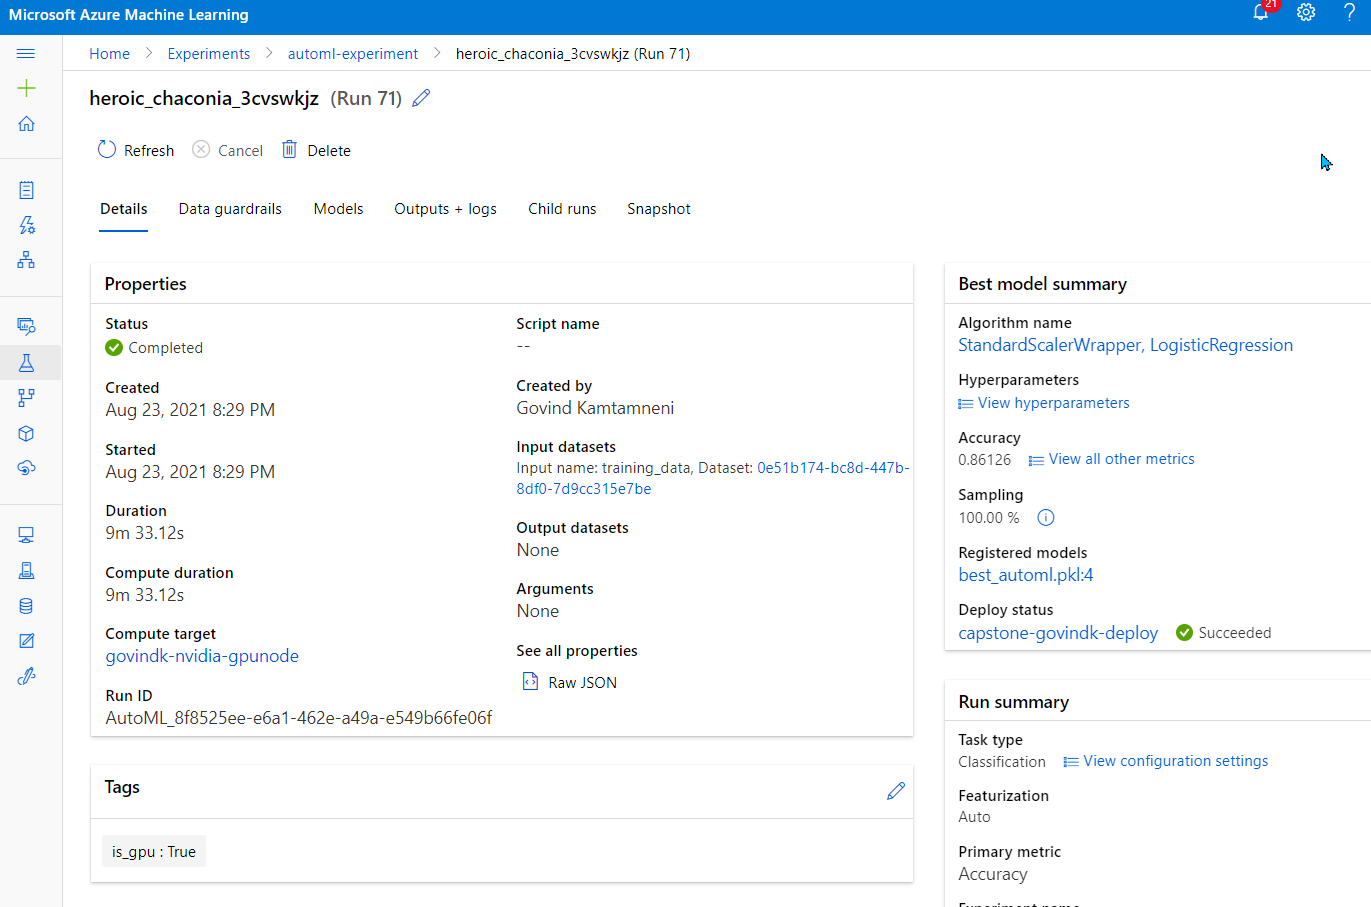 Microsoft Azure Machine Learning
21
Home > Experiments > automl-experiment > heroic_chaconia_3cvswkjz (Run 71)
heroic_chaconia_3cvswkjz (Run 71)
Refresh Cancel Delete
Details Data guardrails Models Outputs + logs Child runs Snapshot
Properties
Status
Completed
Created
Aug 23, 2021 8:29 PM
Started
Aug 23, 2021 8:29 PM
Duration
9m 33.12s
Compute duration
9m 33.12s
Compute target
govindk-nvidia-gpunode
Run ID
AutoML_8f8525ee-e6a1-462e-a49a-e549b66fe06f
Script name
--
Created by
Govind Kamtamneni
Input datasets
Input name: training_data, Dataset: 0e51b174-bc8d-447b-
8df0-7d9cc315e7be
Output datasets
None
Arguments
None
See all properties
Raw JSON
Tags
is_gpu : True
Best model summary
Algorithm name
StandardScalerWrapper, LogisticRegression
Hyperparameters
View hyperparameters
Accuracy
0.86126 View all other metrics
Sampling
100.00 %
Registered models
best_automl.pkl:4
Deploy status
capstone-govindk-deploy Succeeded
Run summary
Task type
Classification View configuration settings
Featurization
Auto
Primary metric
Accuracy
Experiment name